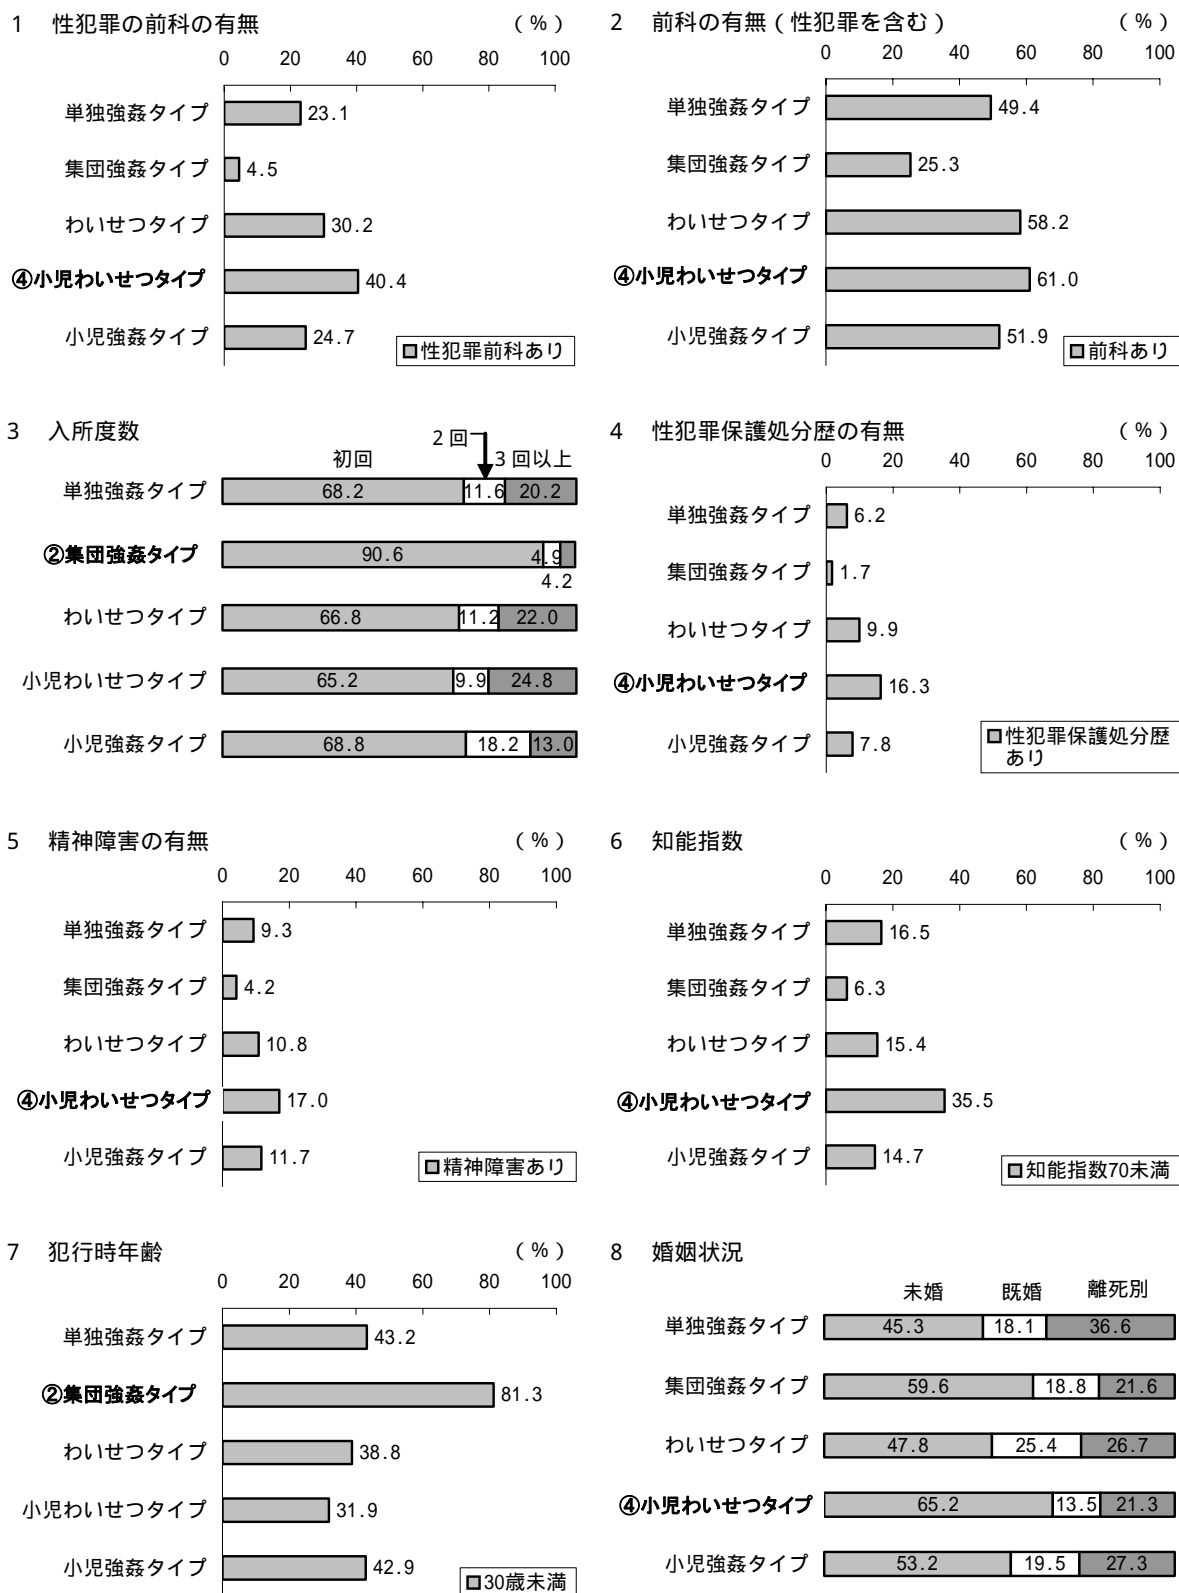 1 性犯罪の前科の有無 (%)
0 20 40 60 80 100
単独強姦タイプ 23.1
集団強姦タイプ 4.5
わいせつタイプ 30.2
④小児わいせつタイプ 40.4
小児強姦タイプ 24.7
性犯罪前科あり
2 前科の有無(性犯罪を含む) (%)
0 20 40 60 80 100
単独強姦タイプ 49.4
集団強姦タイプ 25.3
わいせつタイプ 58.2
④小児わいせつタイプ 61.0
小児強姦タイプ 51.9
前科あり
3 入所度数
初回 2回 3回以上
単独強姦タイプ 68.2 11.6 20.2
②集団強姦タイプ 90.6 4.9 4.2
わいせつタイプ 66.8 11.2 22.0
小児わいせつタイプ 65.2 9.9 24.8
小児強姦タイプ 68.8 18.2 13.0
4 性犯罪保護処分歴の有無 (%)
0 20 40 60 80 100
単独強姦タイプ 6.2
集団強姦タイプ 1.7
わいせつタイプ 9.9
④小児わいせつタイプ 16.3
小児強姦タイプ 7.8
性犯罪保護処分歴
あり
5 精神障害の有無 (%)
0 20 40 60 80 100
単独強姦タイプ 9.3
集団強姦タイプ 4.2
わいせつタイプ 10.8
④小児わいせつタイプ 17.0
小児強姦タイプ 11.7
精神障害あり
6 知能指数 (%)
0 20 40 60 80 100
単独強姦タイプ 16.5
集団強姦タイプ 6.3
わいせつタイプ 15.4
④小児わいせつタイプ 35.5
小児強姦タイプ 14.7
知能指数70未満
7 犯行時年齢 (%)
0 20 40 60 80 100
単独強姦タイプ 43.2
②集団強姦タイプ 81.3
わいせつタイプ 38.8
小児わいせつタイプ 31.9
小児強姦タイプ 42.9
30歳未満
8 婚姻状況
未婚 既婚 離死別
単独強姦タイプ 45.3 18.1 36.6
集団強姦タイプ 59.6 18.8 21.6
わいせつタイプ 47.8 25.4 26.7
④小児わいせつタイプ 65.2 13.5 21.3
小児強姦タイプ 53.2 19.5 27.3